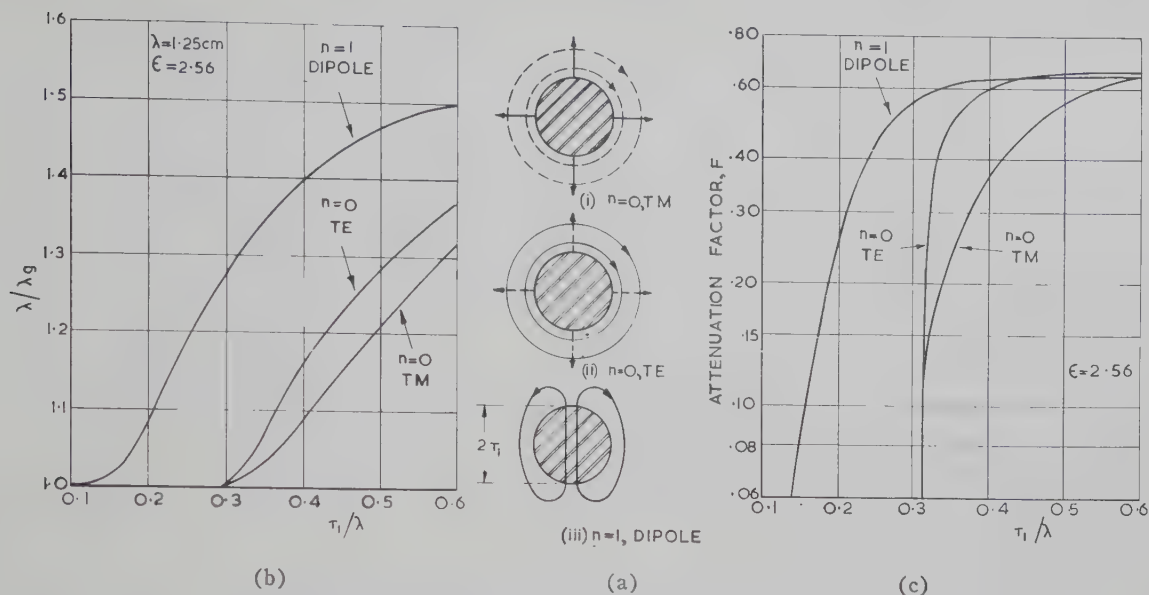 1.6
1.5
1.4
1.3
1.2
1.1
1.0
λ/λg
λ=1·25cm
ϵ=2·56
n=1
DIPOLE
n=0
TE
n=0
TM
0·1
0·2
0·3
0·4
0·5
0·6
τ₁/λ
(b)
(i) n=0,TM
(ii) n=0,TE
2τ₁
(iii) n=1, DIPOLE
(a)
ATTENUATION FACTOR, F
·80
·60
·40
·30
·20
·15
·10
·08
·06
n=1
DIPOLE
n=0
TE
n=0
TM
ϵ=2·56
0·1
0·2
0·3
0·4
0·5
0·6
τ₁/λ
(c)